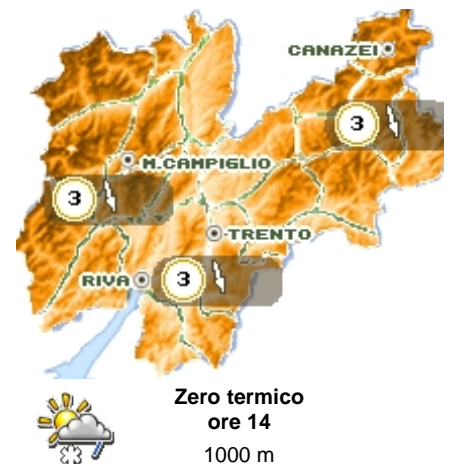 CANAZEI
3
M.CAMPIGLIO
3
TRENTO
RIVA 3
Zero termico
ore 14
1000 m